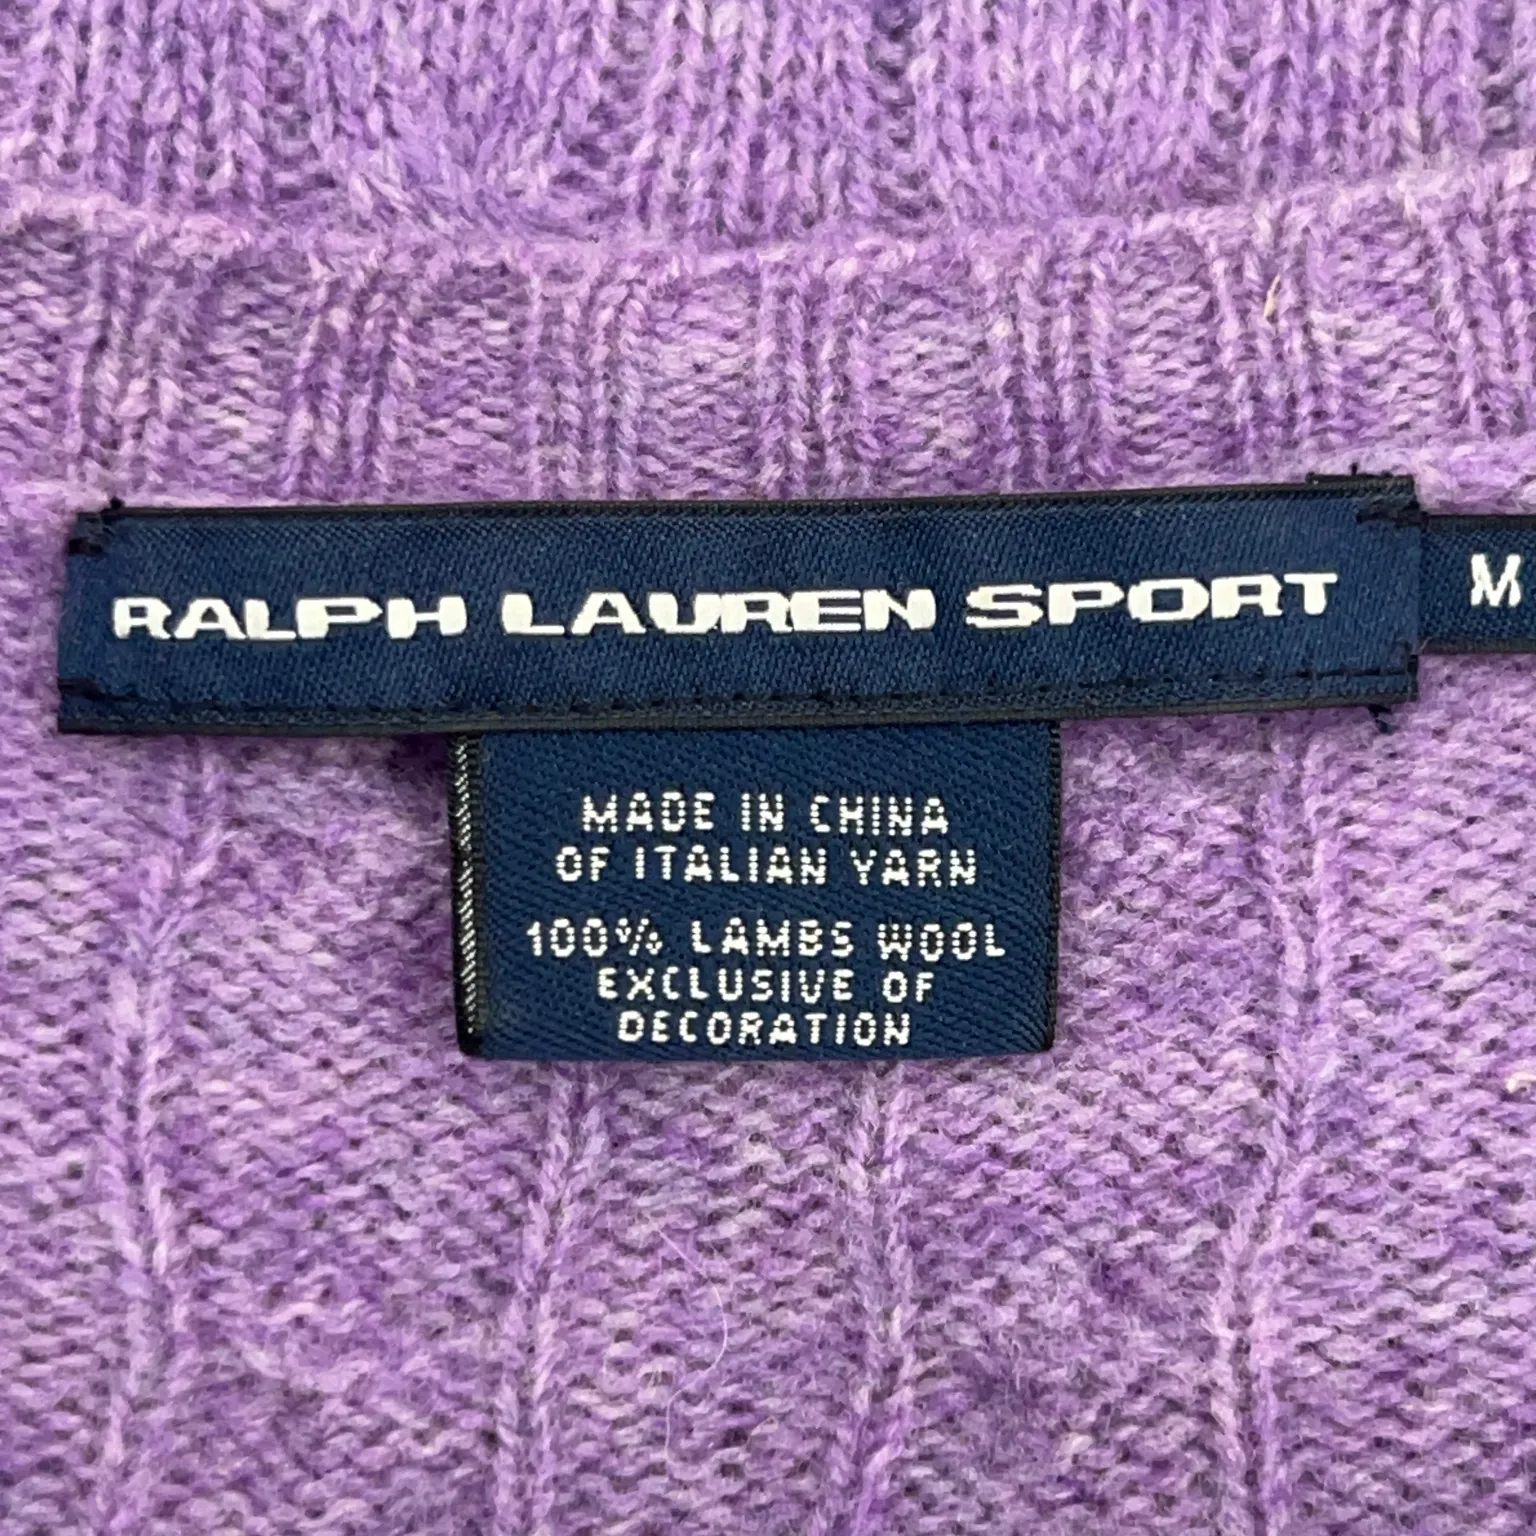 RALPH LAUREN SPORT
M
MADE IN CHINA
OF ITALIAN YARN
100% LAMBS WOOL
EXCLUSIVE OF
DECORATION